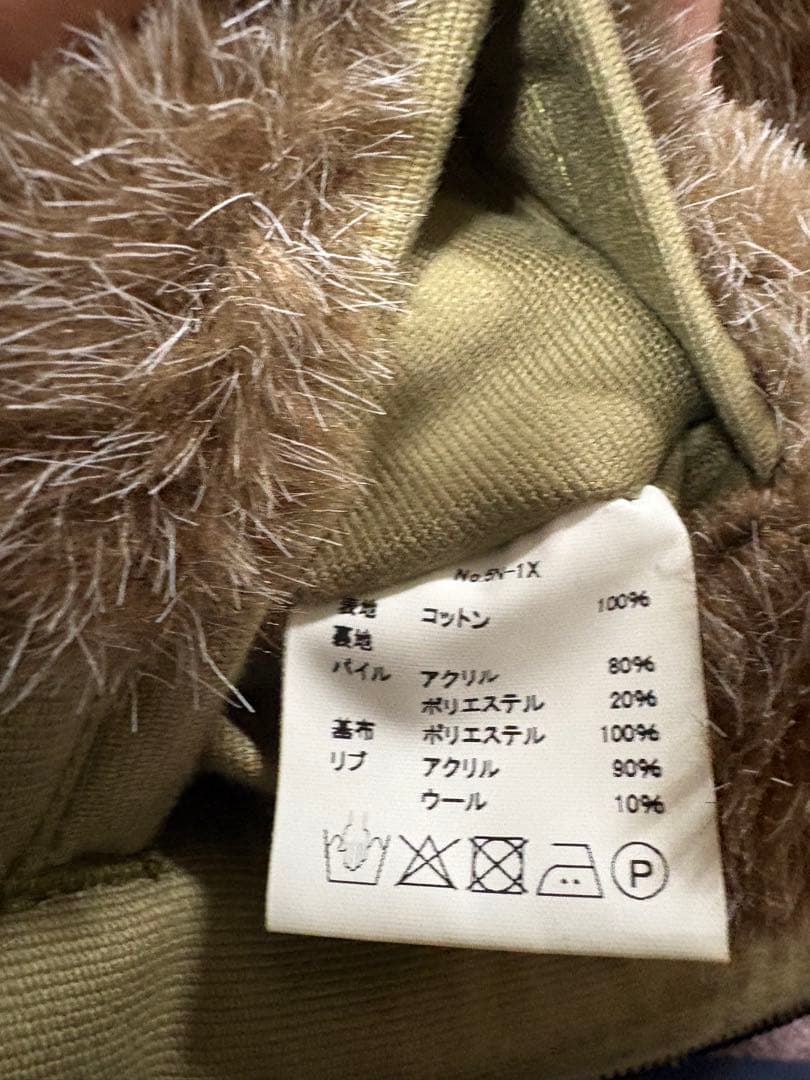 No.5N-1X
表地 コットン 100%
裏地
パイル アクリル 80%
ポリエステル 20%
基布 ポリエステル 100%
リブ アクリル 90%
ウール 10%
P